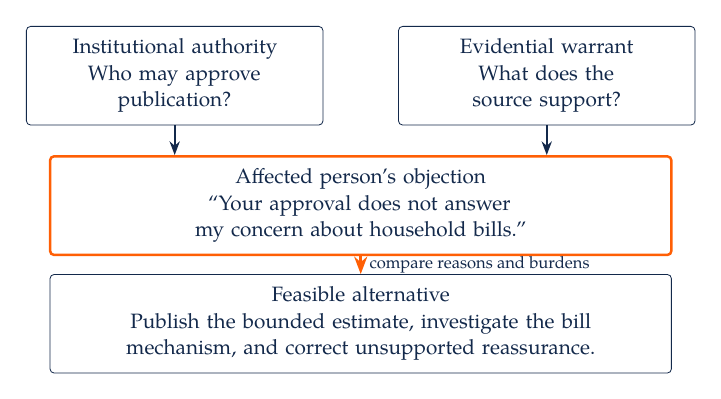 Institutional authority
Who may approve
publication?
Evidential warrant
What does the
source support?
Affected person's objection
“Your approval does not answer
my concern about household bills.”
compare reasons and burdens
Feasible alternative
Publish the bounded estimate, investigate the bill
mechanism, and correct unsupported reassurance.